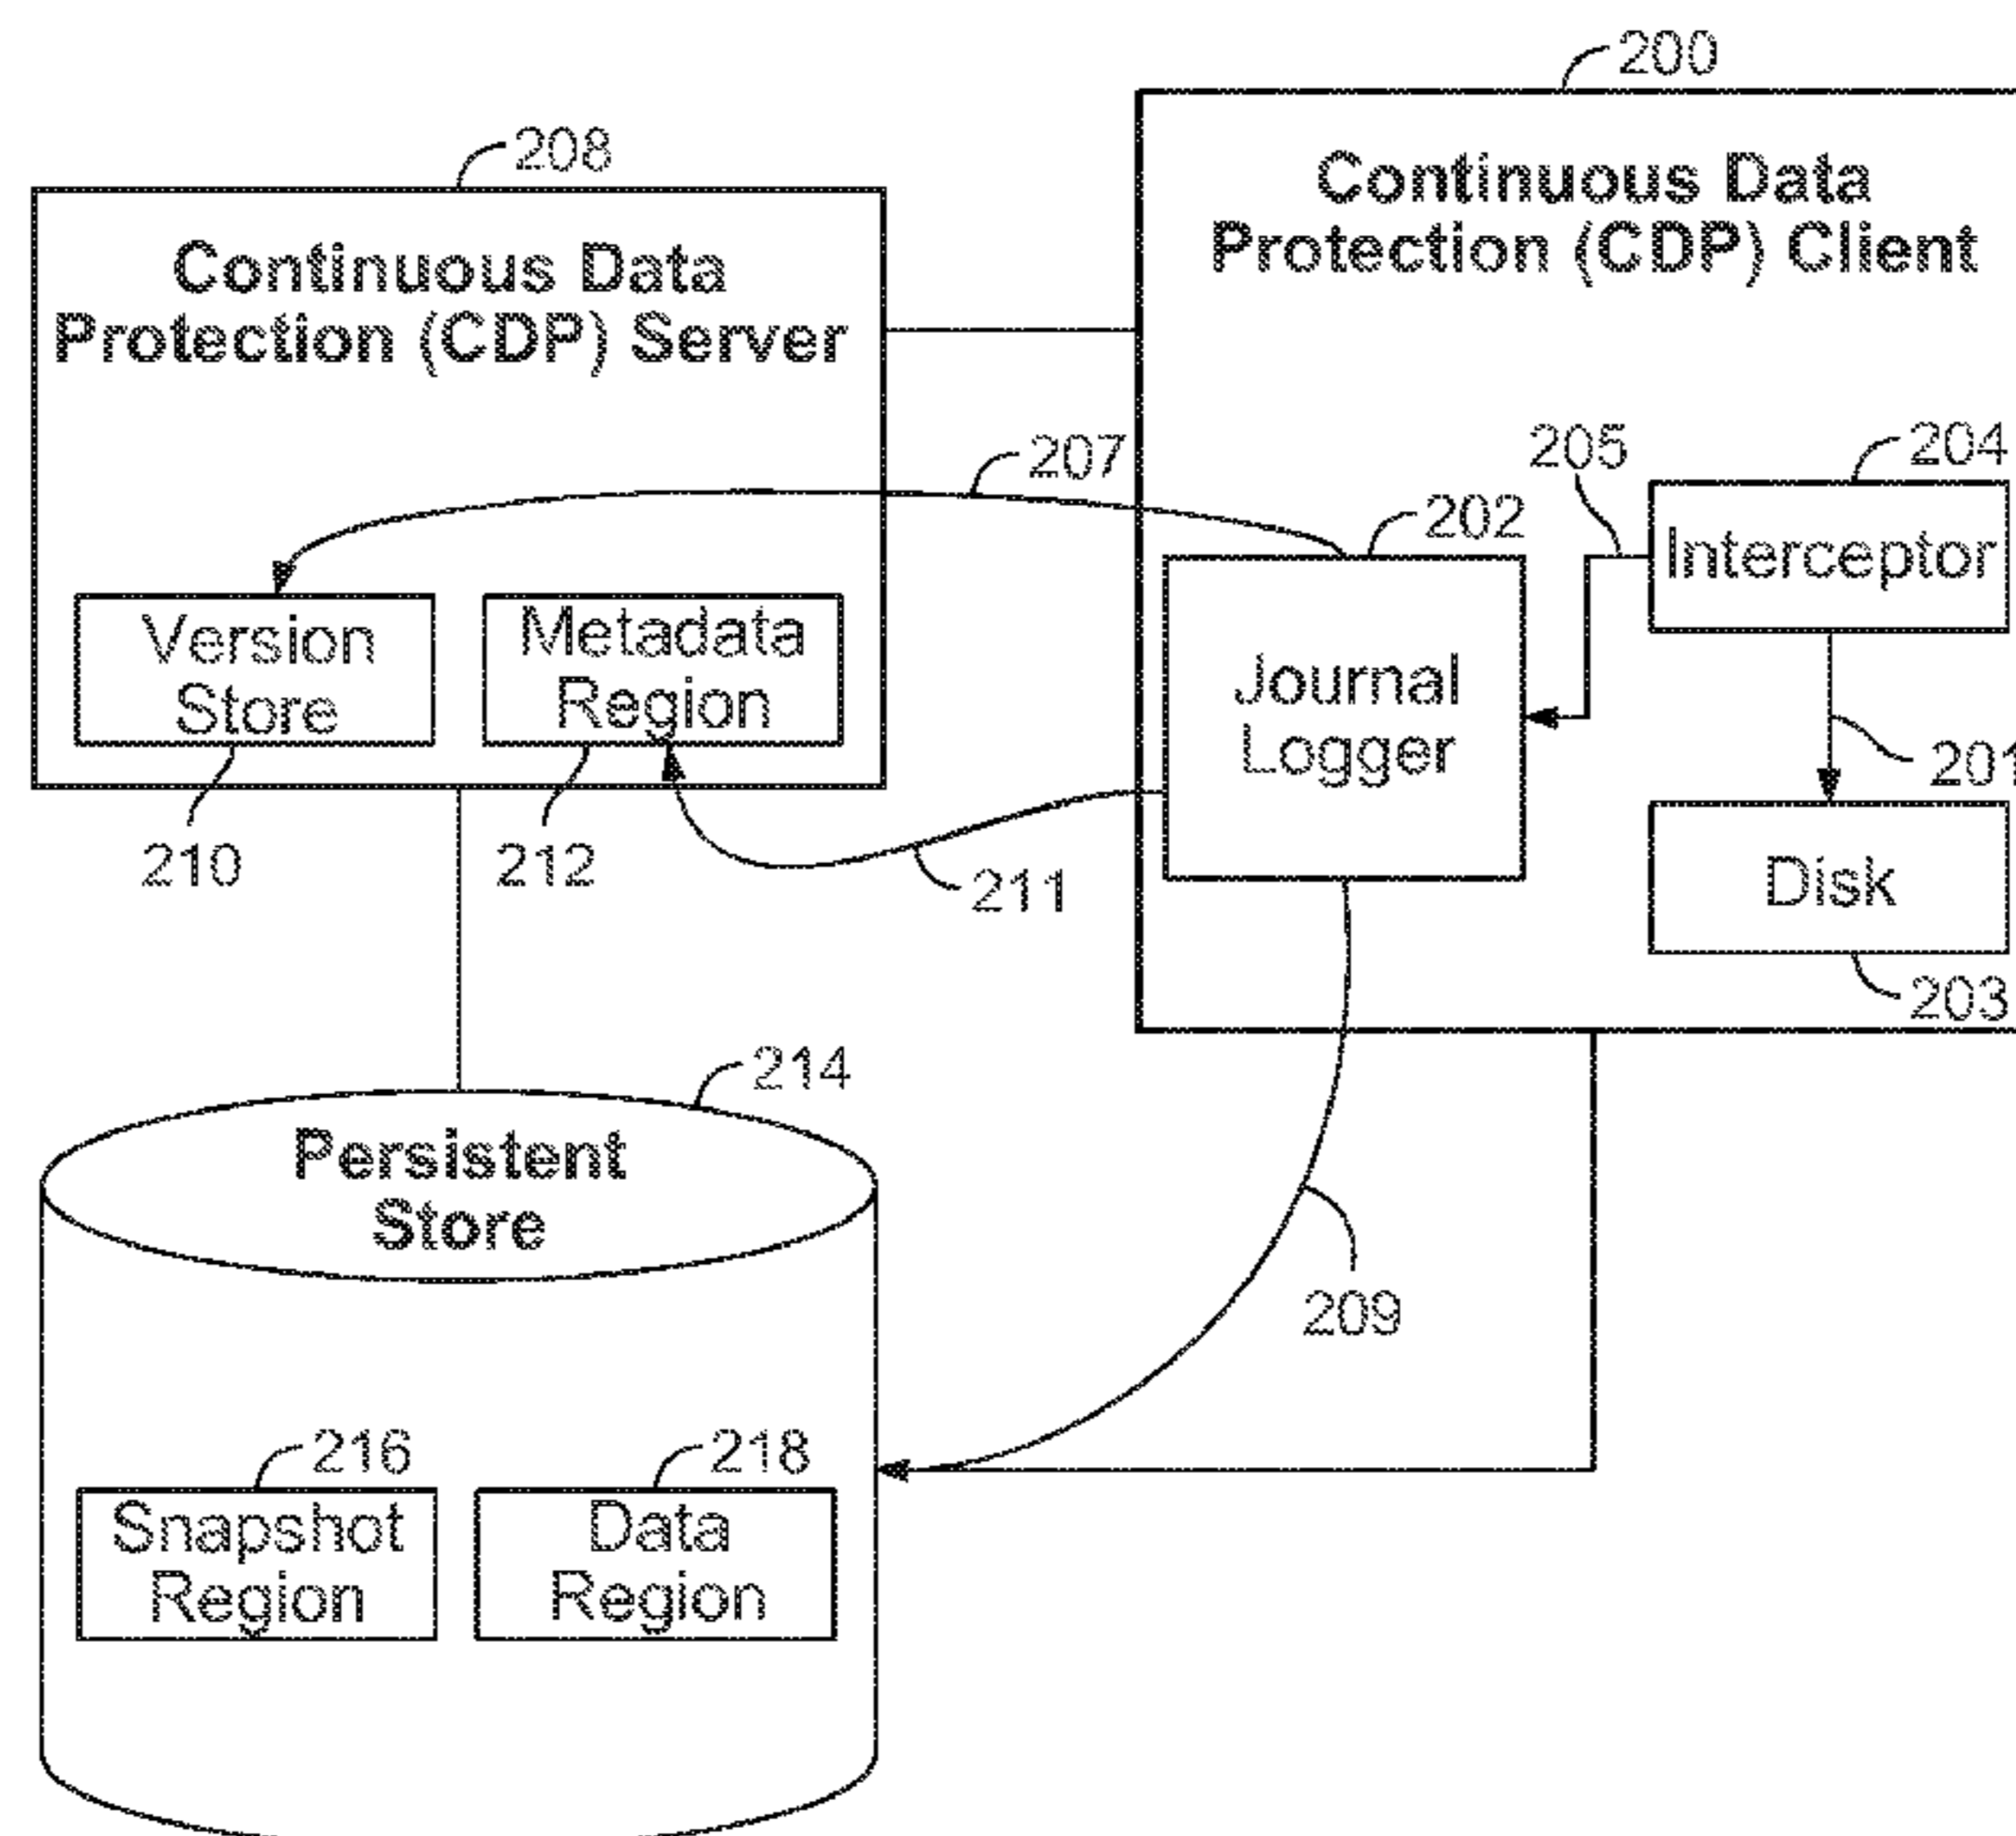 200
208
Continuous Data
Protection (CDP) Client
Continuous Data
Protection (CDP) Server
207
205
204
202
Interceptor
Version
Store
Metadata
Region
Journal
Logger
201
210
212
211
Disk
203
214
Persistent
Store
209
216
218
Snapshot
Region
Data
Region